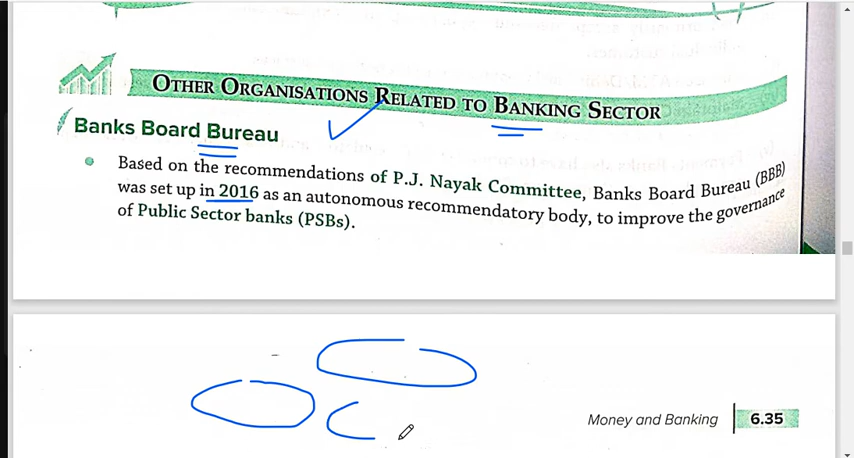 OTHER ORGANISATIONS RELATED TO BANKING SECTOR
Banks Board Bureau
Based on the recommendations of P.J. Nayak Committee, Banks Board Bureau (BBB)
was set up in 2016 as an autonomous recommendatory body, to improve the governance
of Public Sector banks (PSBs).
Money and Banking 6.35